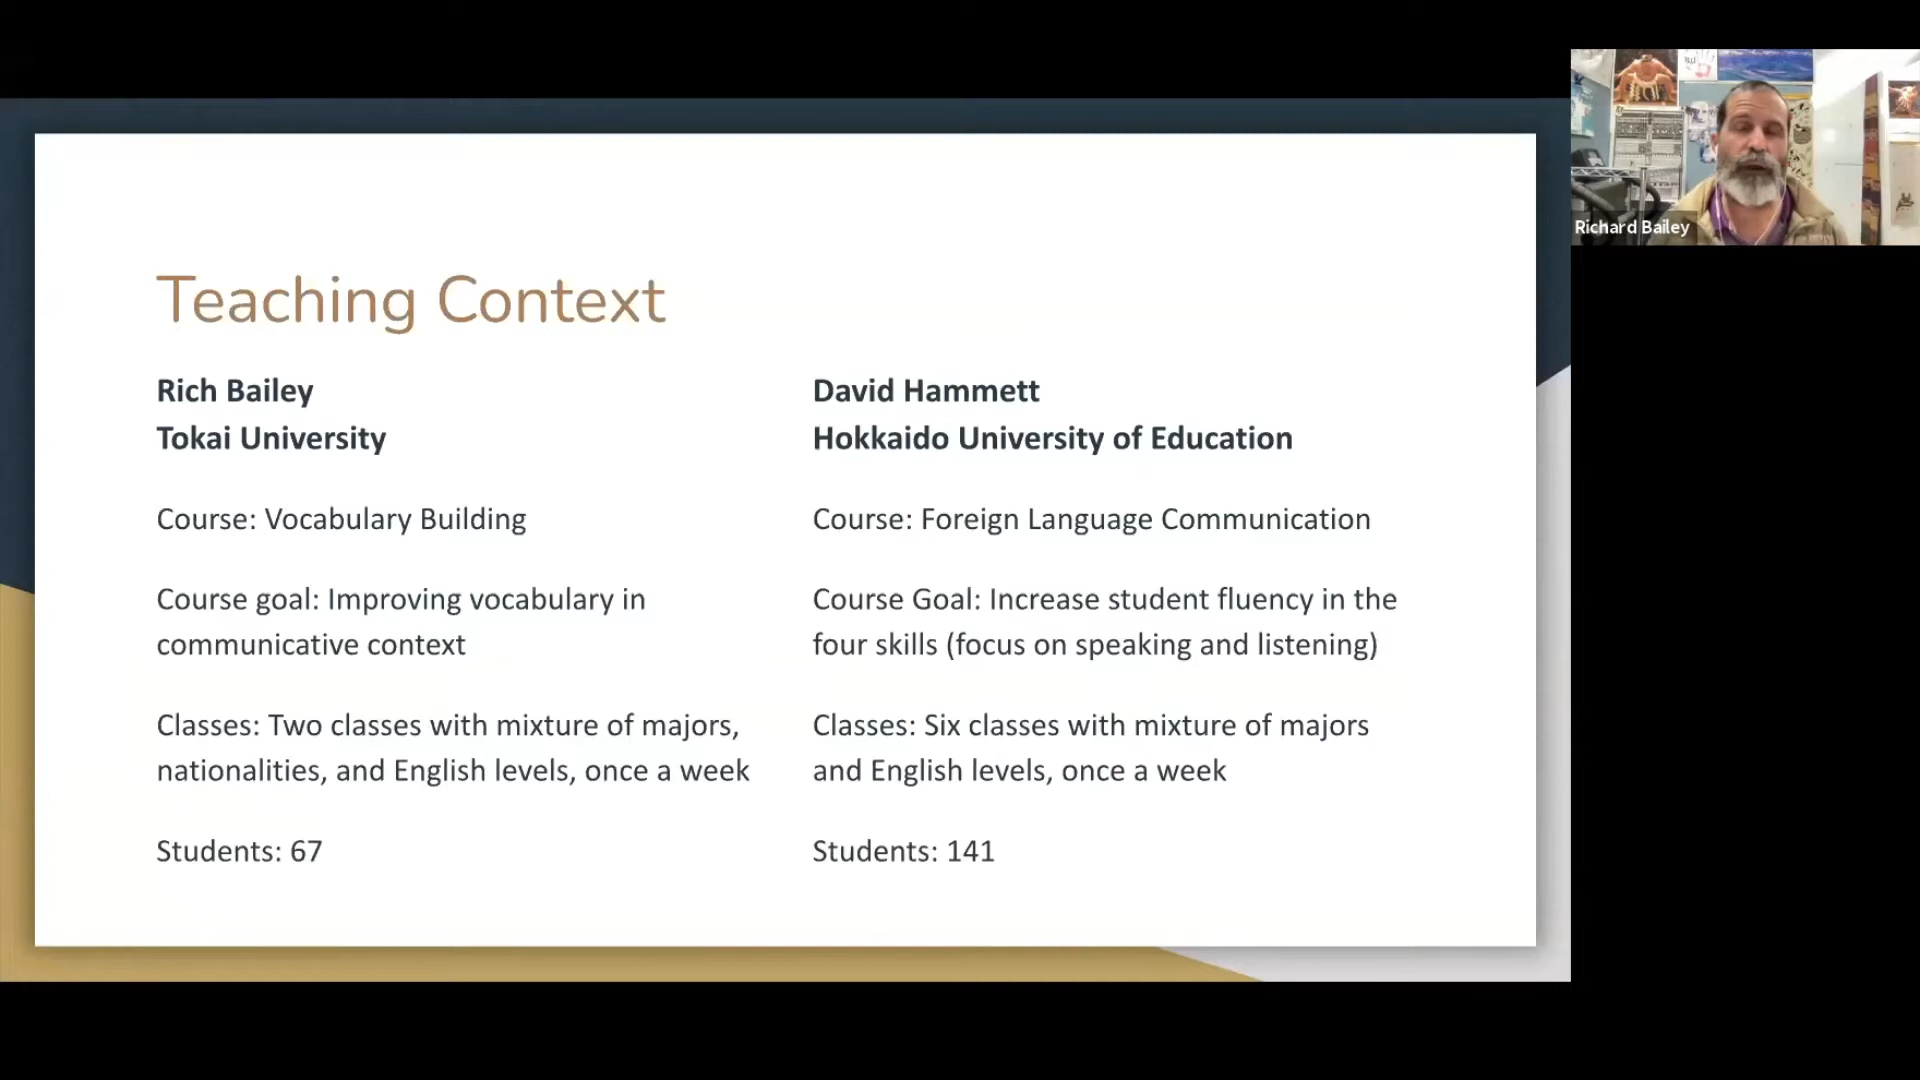 Teaching Context
Rich Bailey
Tokai University
Course: Vocabulary Building
Course goal: Improving vocabulary in
communicative context
Classes: Two classes with mixture of majors,
nationalities, and English levels, once a week
Students: 67
David Hammett
Hokkaido University of Education
Course: Foreign Language Communication
Course Goal: Increase student fluency in the
four skills (focus on speaking and listening)
Classes: Six classes with mixture of majors
and English levels, once a week
Students: 141
Richard Bailey